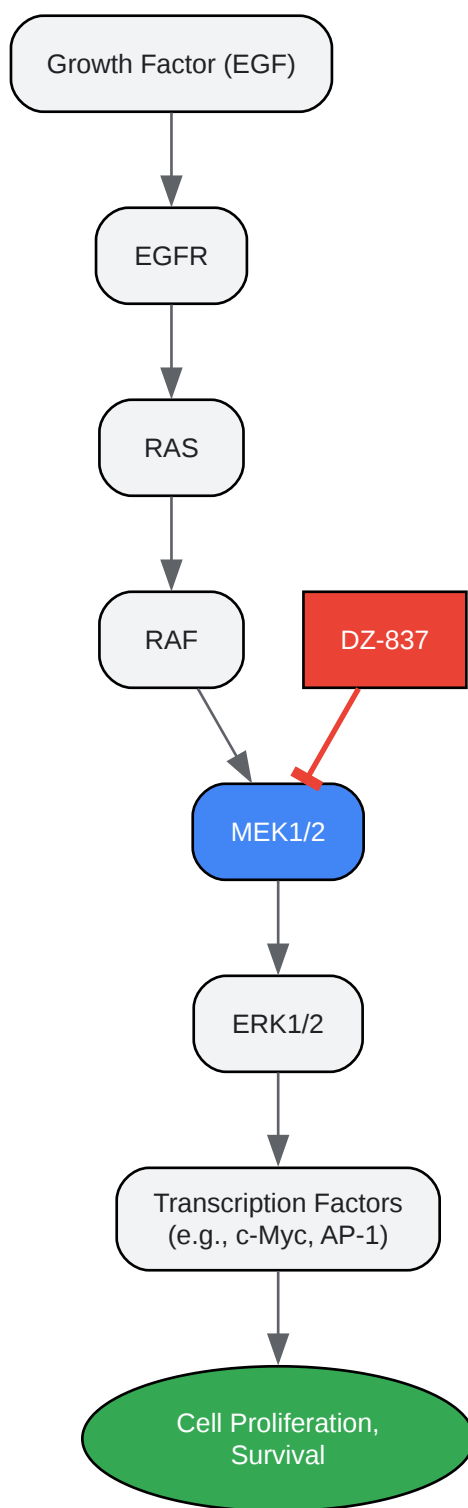 Growth Factor (EGF)
EGFR
RAS
RAF
DZ-837
MEK1/2
ERK1/2
Transcription Factors
(e.g., c-Myc, AP-1)
Cell Proliferation,
Survival